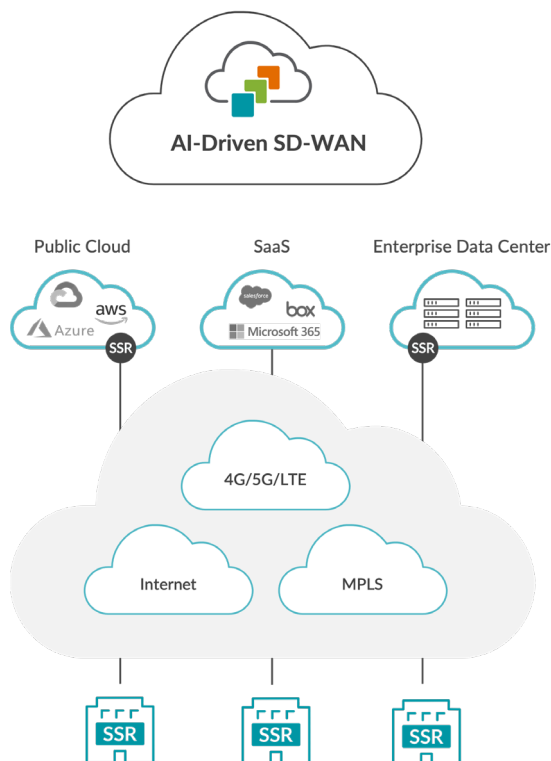 AI-Driven SD-WAN
Public Cloud
SaaS
Enterprise Data Center
aws
Azure
SSR
salesforce
box
Microsoft 365
SSR
4G/5G/LTE
Internet
MPLS
SSR
SSR
SSR